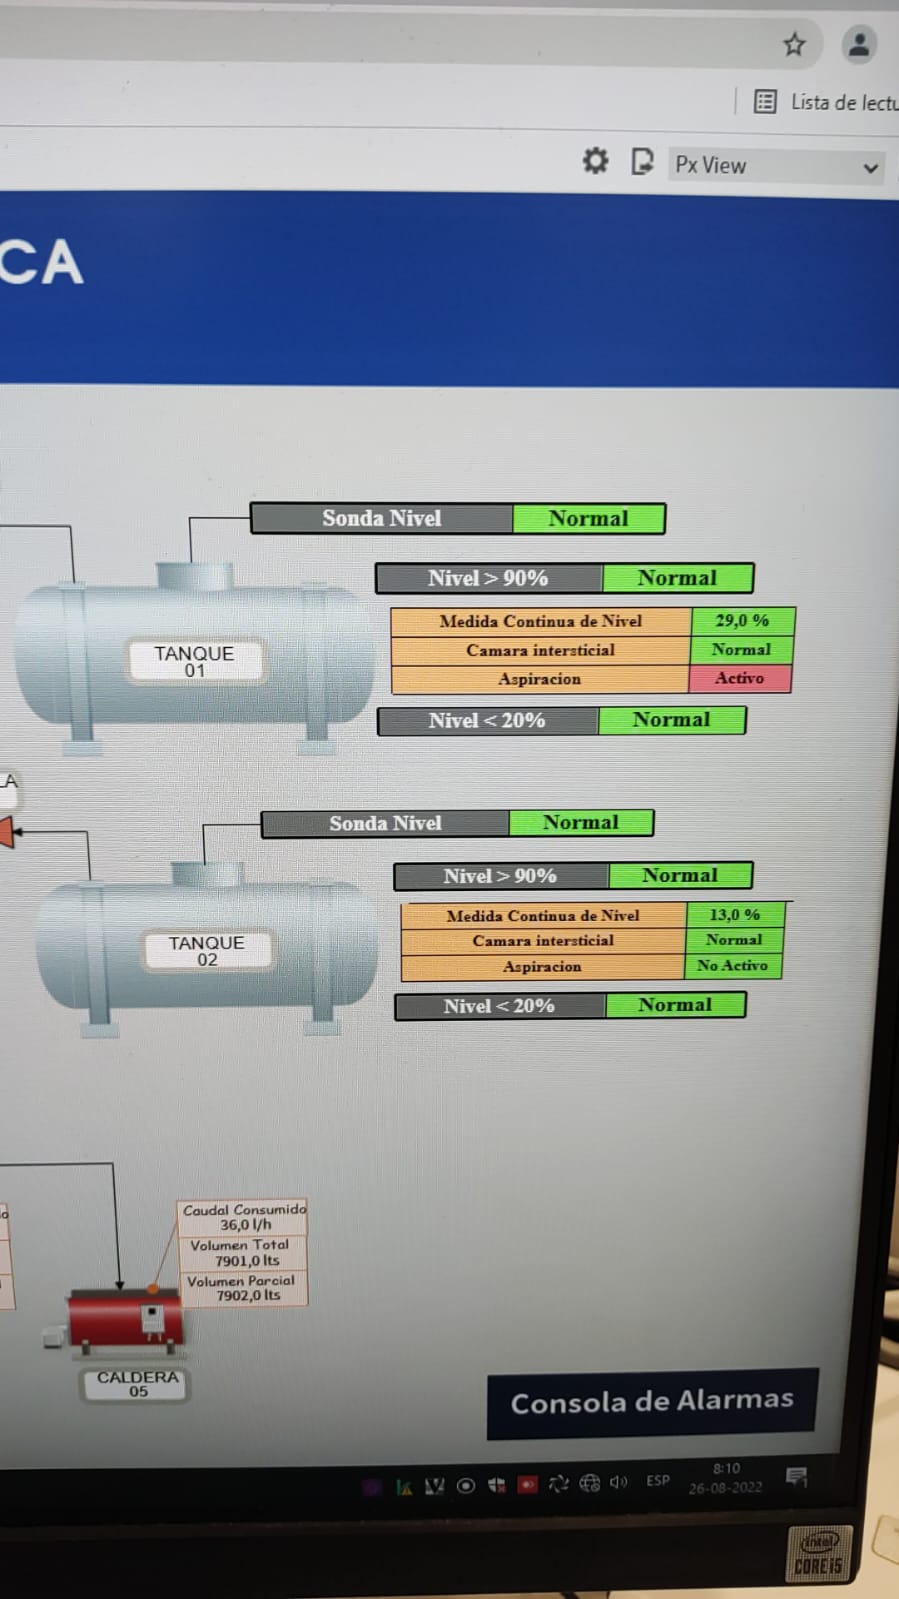 Lista de lectu
Px View
CA
Sonda Nivel Normal
Nivel > 90% Normal
Medida Continua de Nivel 29,0 %
Camara intersticial Normal
Aspiracion Activo
Nivel < 20% Normal
TANQUE
01
LA
Sonda Nivel Normal
Nivel > 90% Normal
Medida Continua de Nivel 13,0 %
Camara intersticial Normal
Aspiracion No Activo
Nivel < 20% Normal
TANQUE
02
Caudal Consumido
36,0 l/h
Volumen Total
7901,0 lts
Volumen Parcial
7902,0 lts
CALDERA
05
Consola de Alarmas
ESP
8:10
26-08-2022
intel
CORE i5